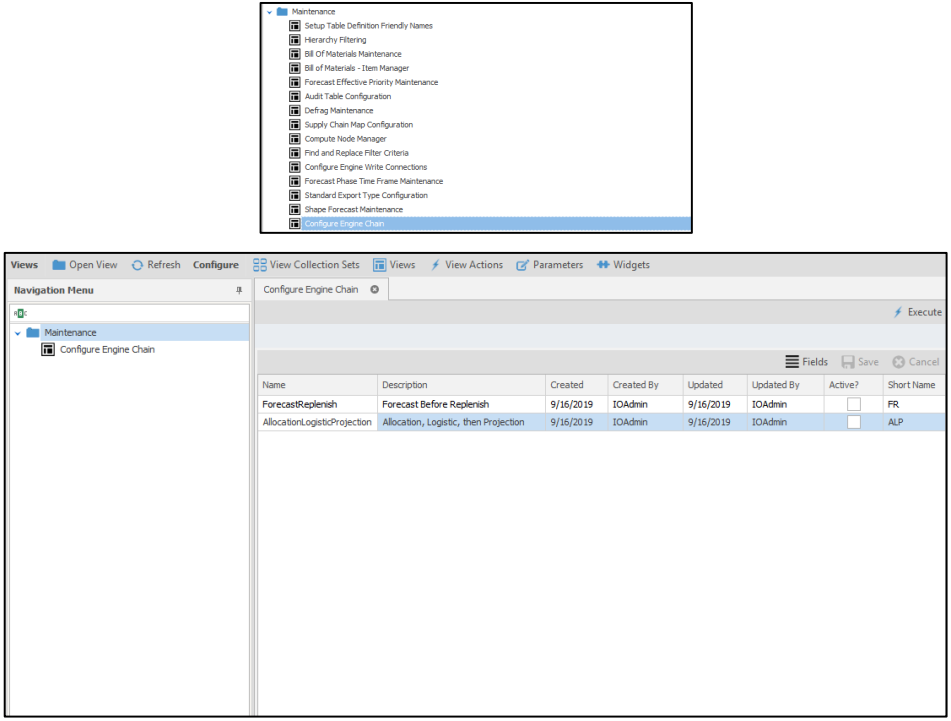 Maintenance
Setup Table Definition Friendly Names
Hierarchy Filtering
Bill Of Materials Maintenance
Bill of Materials - Item Manager
Forecast Effective Priority Maintenance
Audit Table Configuration
Defrag Maintenance
Supply Chain Map Configuration
Compute Node Manager
Find and Replace Filter Criteria
Configure Engine Write Connections
Forecast Phase Time Frame Maintenance
Standard Export Type Configuration
Shape Forecast Maintenance
Configure Engine Chain
Views Open View Refresh Configure View Collection Sets Views View Actions Parameters Widgets
Navigation Menu Configure Engine Chain
Execute
Maintenance
Configure Engine Chain
Fields Save Cancel
Name Description Created Created By Updated Updated By Active? Short Name
ForecastReplenish Forecast Before Replenish 9/16/2019 IOAdmin 9/16/2019 IOAdmin FR
AllocationLogisticProjection Allocation, Logistic, then Projection 9/16/2019 IOAdmin 9/16/2019 IOAdmin ALP